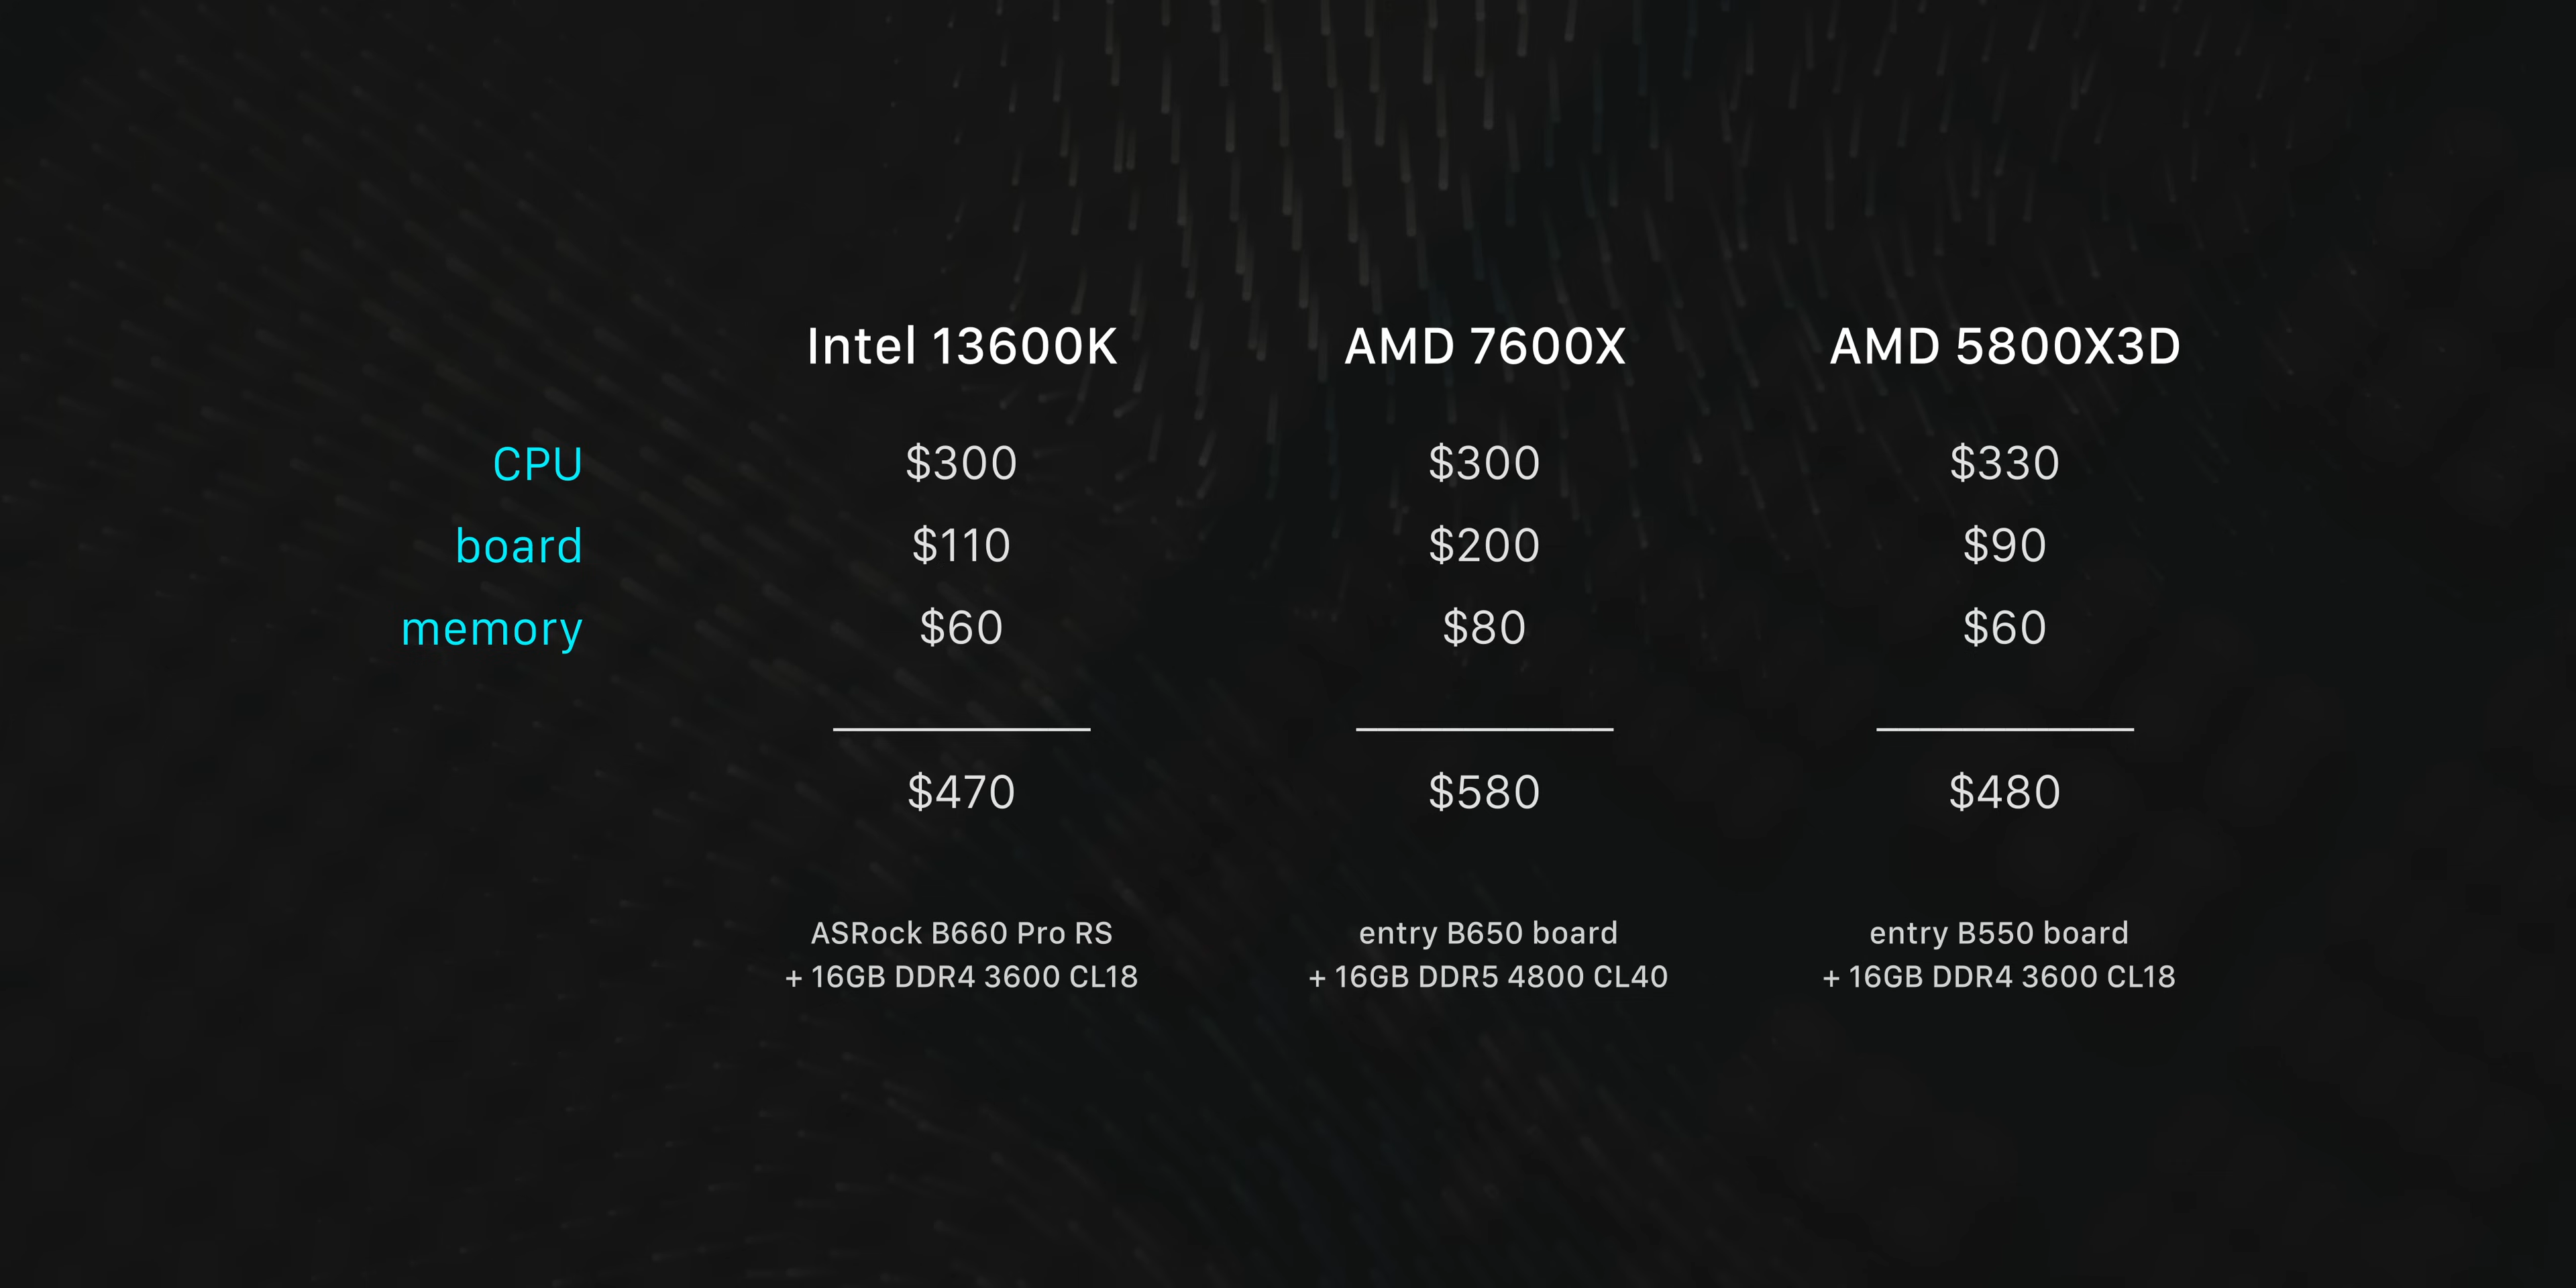 Intel 13600K AMD 7600X AMD 5800X3D
CPU $300 $300 $330
board $110 $200 $90
memory $60 $80 $60
$470 $580 $480
ASRock B660 Pro RS entry B650 board entry B550 board
+ 16GB DDR4 3600 CL18 + 16GB DDR5 4800 CL40 + 16GB DDR4 3600 CL18